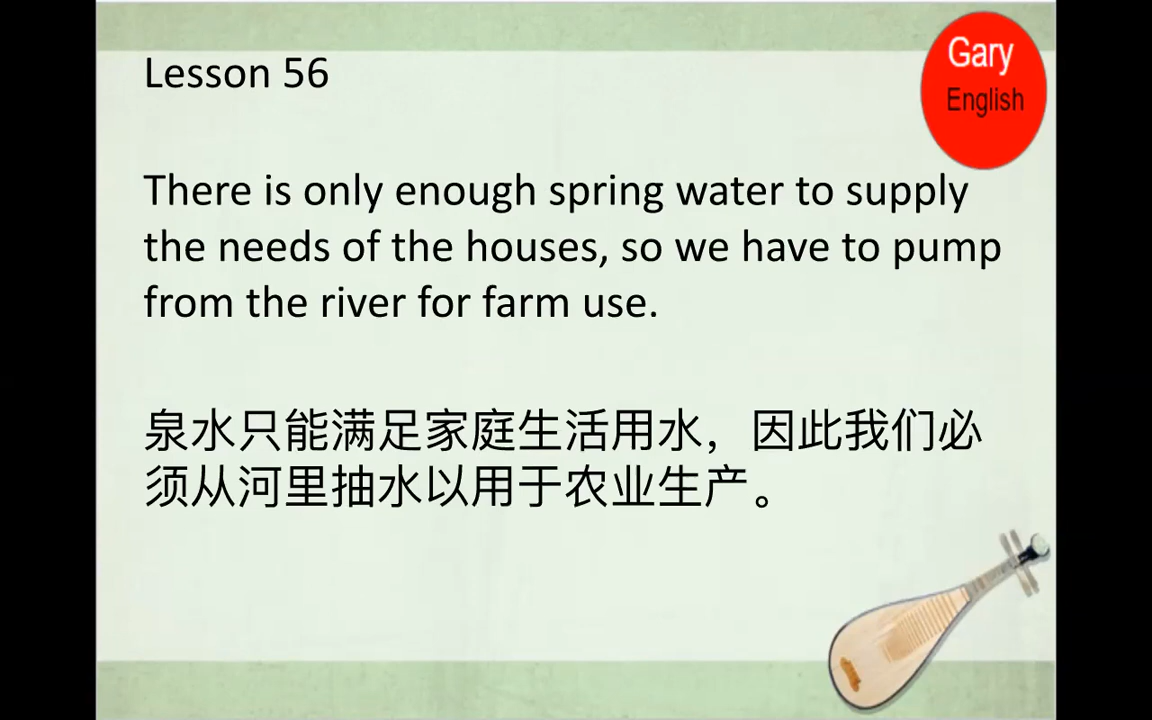 Lesson 56
Gary
English
There is only enough spring water to supply
the needs of the houses, so we have to pump
from the river for farm use.
泉水只能满足家庭生活用水，因此我们必
须从河里抽水以用于农业生产。